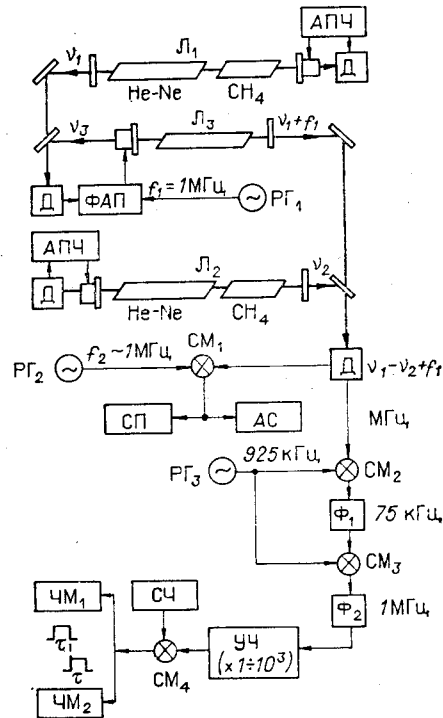 АПЧ
ν₁ Л₁ Д
He-Ne CH₄
ν₃ Л₃ ν₁+f₁
Д ФАП f₁=1МГц РГ₁
АПЧ
Д Л₂ ν₂
He-Ne CH₄
РГ₂ f₂~1МГц СМ₁ Д ν₁-ν₂+f₁
СП АС МГц
РГ₃ 925 кГц СМ₂
Ф₁ 75 кГц
СМ₃
ЧМ₁ СЧ Ф₂ 1МГц
τ₁
τ СМ₄ УЧ
(×1÷10³)
ЧМ₂